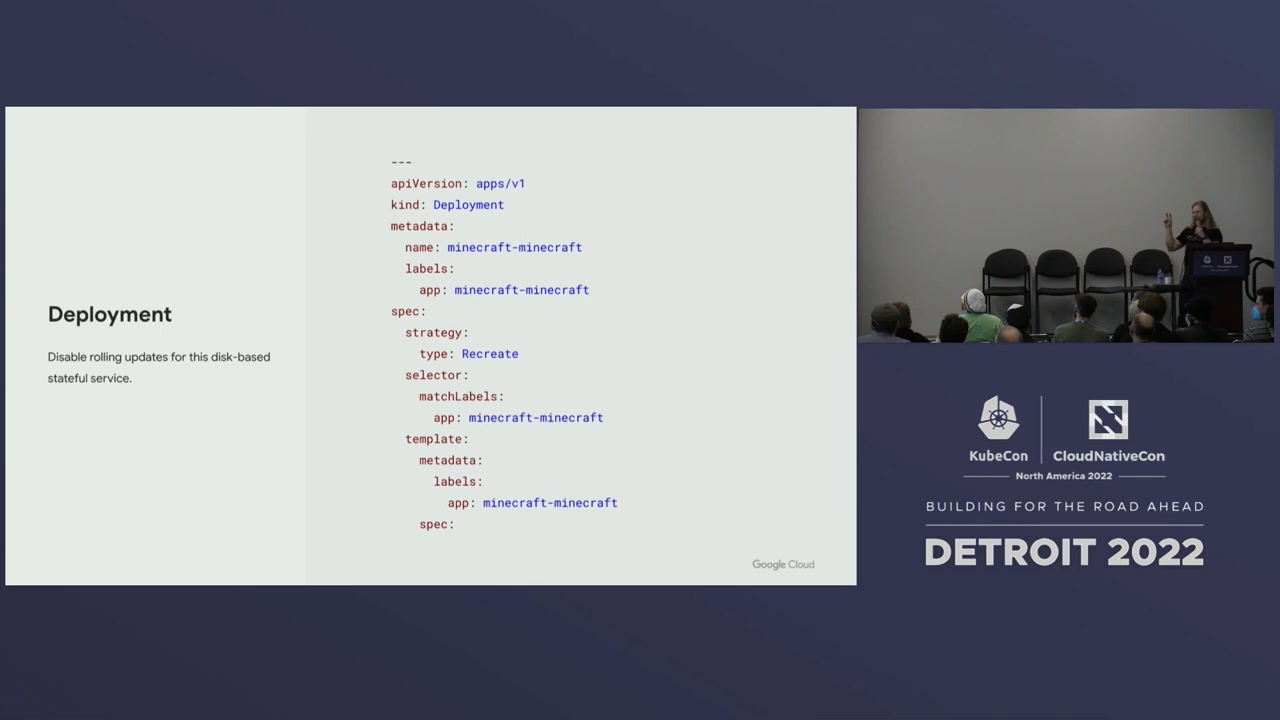 Deployment
Disable rolling updates for this disk-based
stateful service.
---
apiVersion: apps/v1
kind: Deployment
metadata:
  name: minecraft-minecraft
  labels:
    app: minecraft-minecraft
spec:
  strategy:
    type: Recreate
  selector:
    matchLabels:
      app: minecraft-minecraft
  template:
    metadata:
      labels:
        app: minecraft-minecraft
    spec:
Google Cloud
KubeCon
CloudNativeCon
North America 2022
BUILDING FOR THE ROAD AHEAD
DETROIT 2022